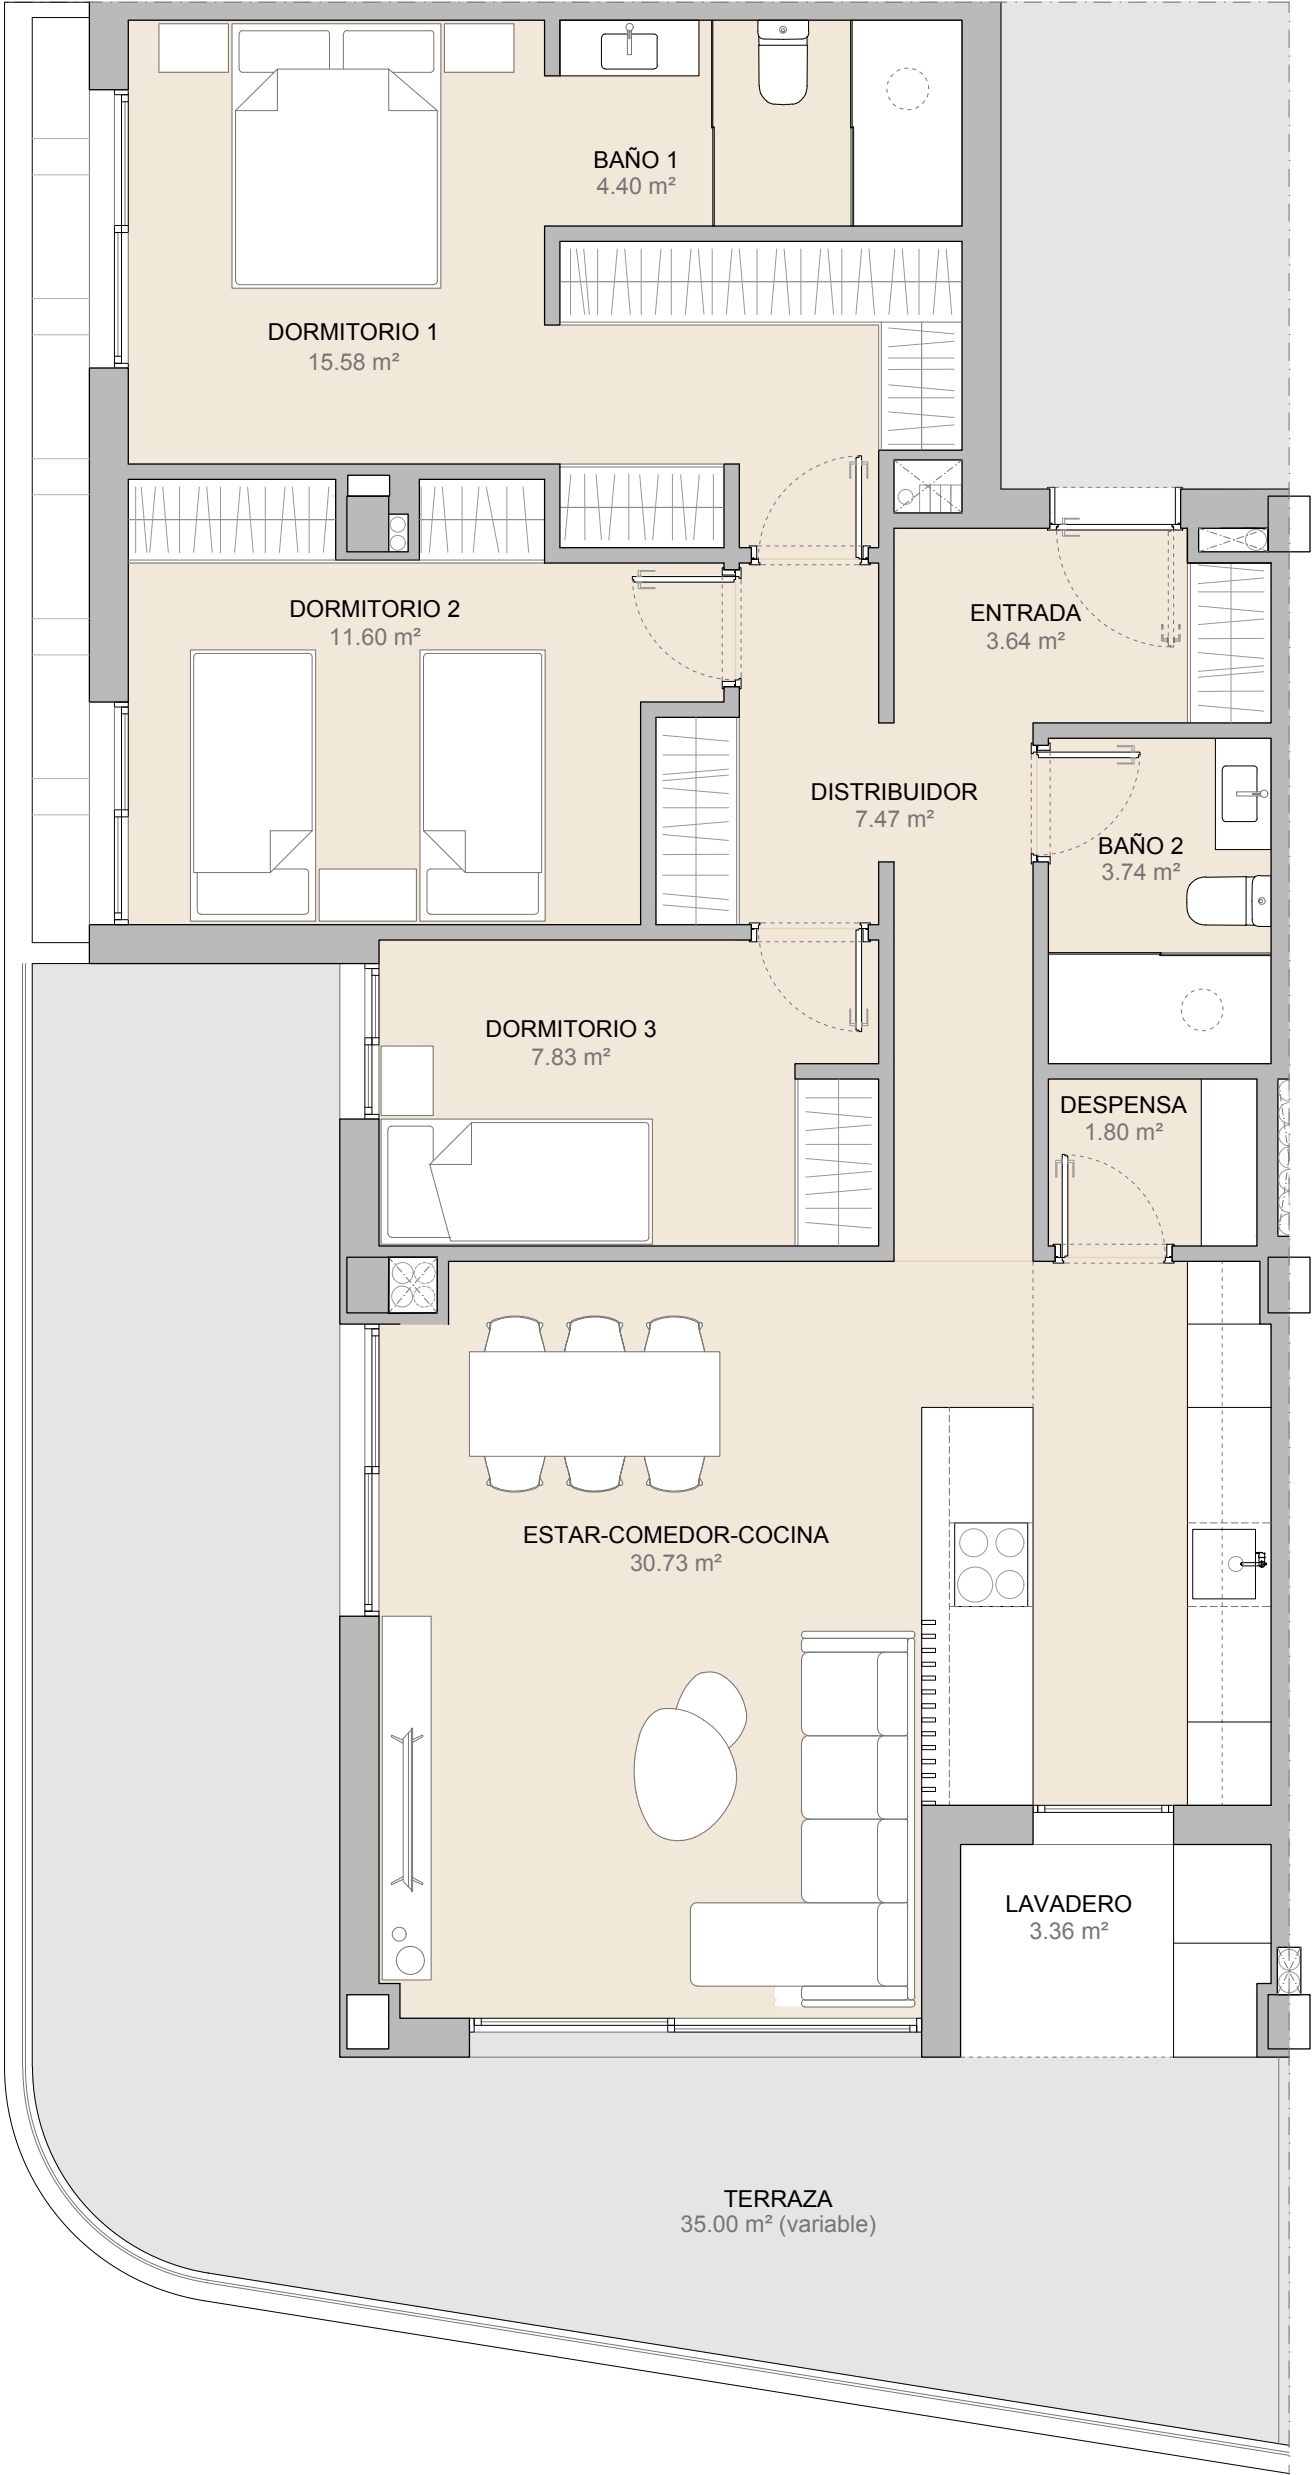 BAÑO 1
4.40 m²
DORMITORIO 1
15.58 m²
DORMITORIO 2
11.60 m²
ENTRADA
3.64 m²
DISTRIBUIDOR
7.47 m²
BAÑO 2
3.74 m²
DORMITORIO 3
7.83 m²
DESPENSA
1.80 m²
ESTAR-COMEDOR-COCINA
30.73 m²
LAVADERO
3.36 m²
TERRAZA
35.00 m² (variable)